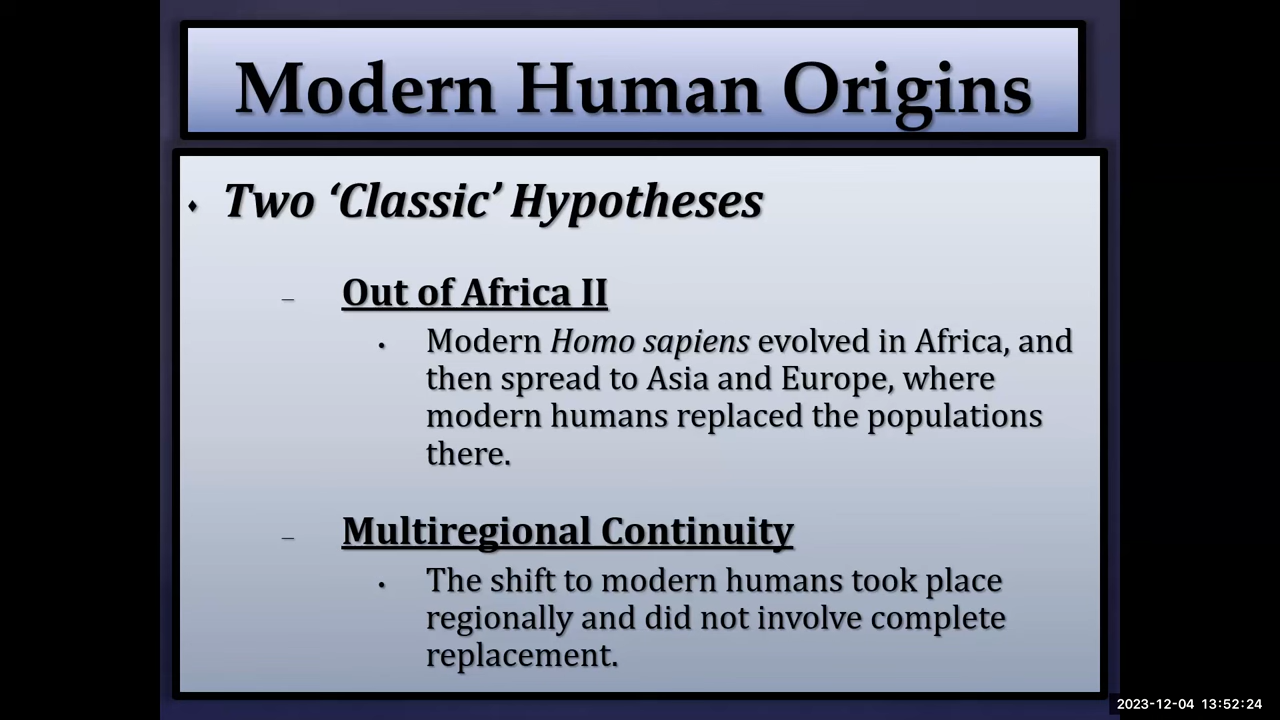 Modern Human Origins
Two ‘Classic’ Hypotheses
– Out of Africa II
• Modern Homo sapiens evolved in Africa, and
then spread to Asia and Europe, where
modern humans replaced the populations
there.
– Multiregional Continuity
• The shift to modern humans took place
regionally and did not involve complete
replacement.
2023-12-04 13:52:24